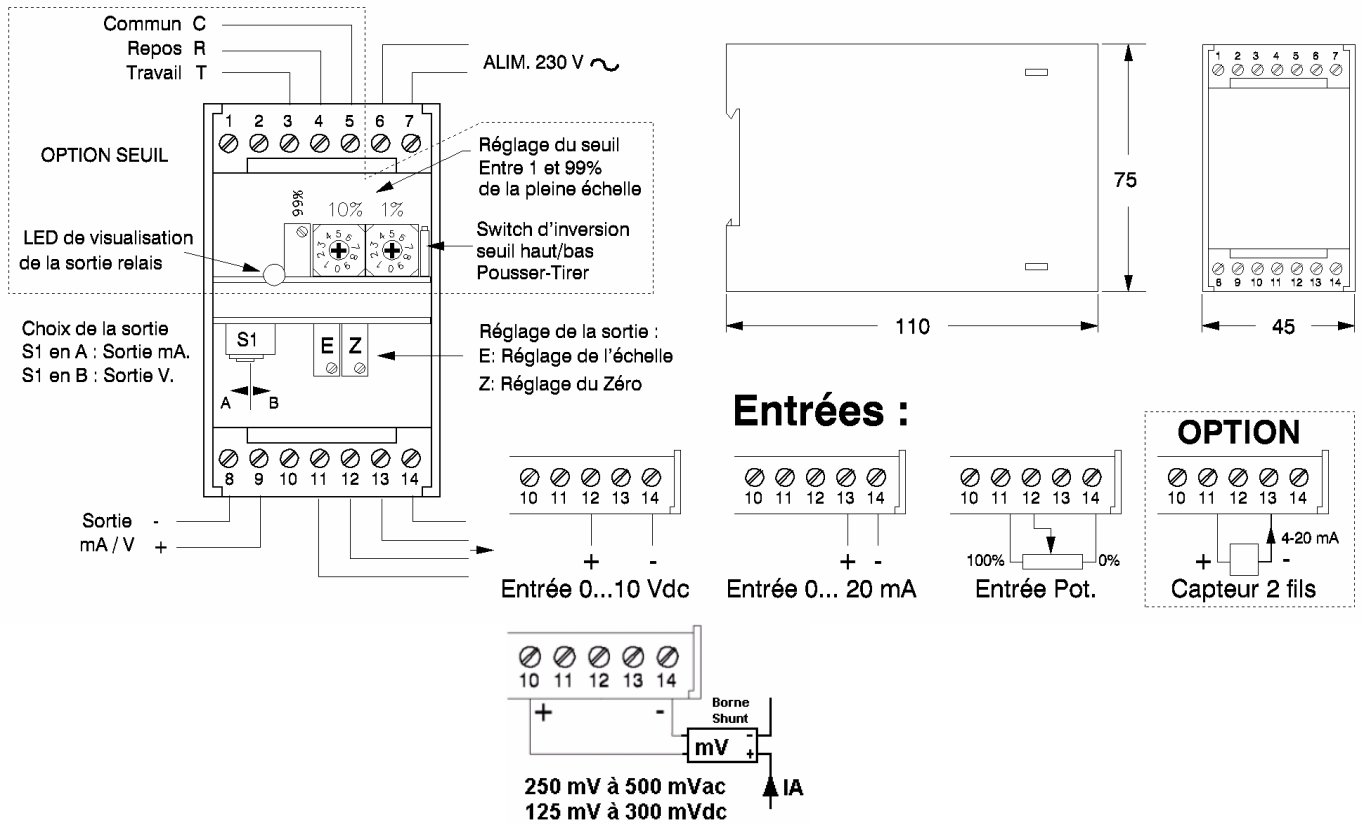 Commun C
Repos R
Travail T
ALIM. 230 V
1 2 3 4 5 6 7
OPTION SEUIL
99%
10% 1%
Réglage du seuil
Entre 1 et 99%
de la pleine échelle
LED de visualisation
de la sortie relais
Switch d'inversion
seuil haut/bas
Pousser-Tirer
Choix de la sortie
S1 en A : Sortie mA.
S1 en B : Sortie V.
S1
A B
E Z
Réglage de la sortie :
E: Réglage de l'échelle
Z: Réglage du Zéro
8 9 10 11 12 13 14
Sortie -
mA / V +
75
110
1 2 3 4 5 6 7
8 9 10 11 12 13 14
45
Entrées :
10 11 12 13 14
+ -
Entrée 0...10 Vdc
10 11 12 13 14
+ -
Entrée 0... 20 mA
10 11 12 13 14
100% 0%
Entrée Pot.
OPTION
10 11 12 13 14
4-20 mA
+ -
Capteur 2 fils
10 11 12 13 14
+ -
Borne
Shunt
mV - +
IA
250 mV à 500 mVac
125 mV à 300 mVdc